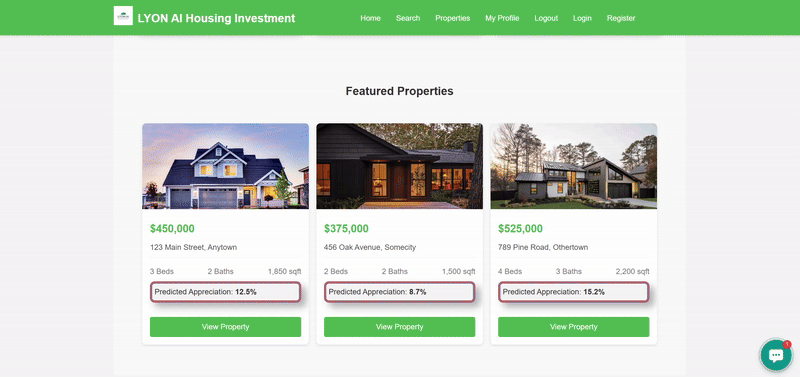 LYON AI Housing Investment
Home Search Properties My Profile Logout Login Register
Featured Properties
$450,000
123 Main Street, Anytown
3 Beds 2 Baths 1,850 sqft
Predicted Appreciation: 12.5%
View Property
$375,000
456 Oak Avenue, Somecity
2 Beds 2 Baths 1,500 sqft
Predicted Appreciation: 8.7%
View Property
$525,000
789 Pine Road, Othertown
4 Beds 3 Baths 2,200 sqft
Predicted Appreciation: 15.2%
View Property
1